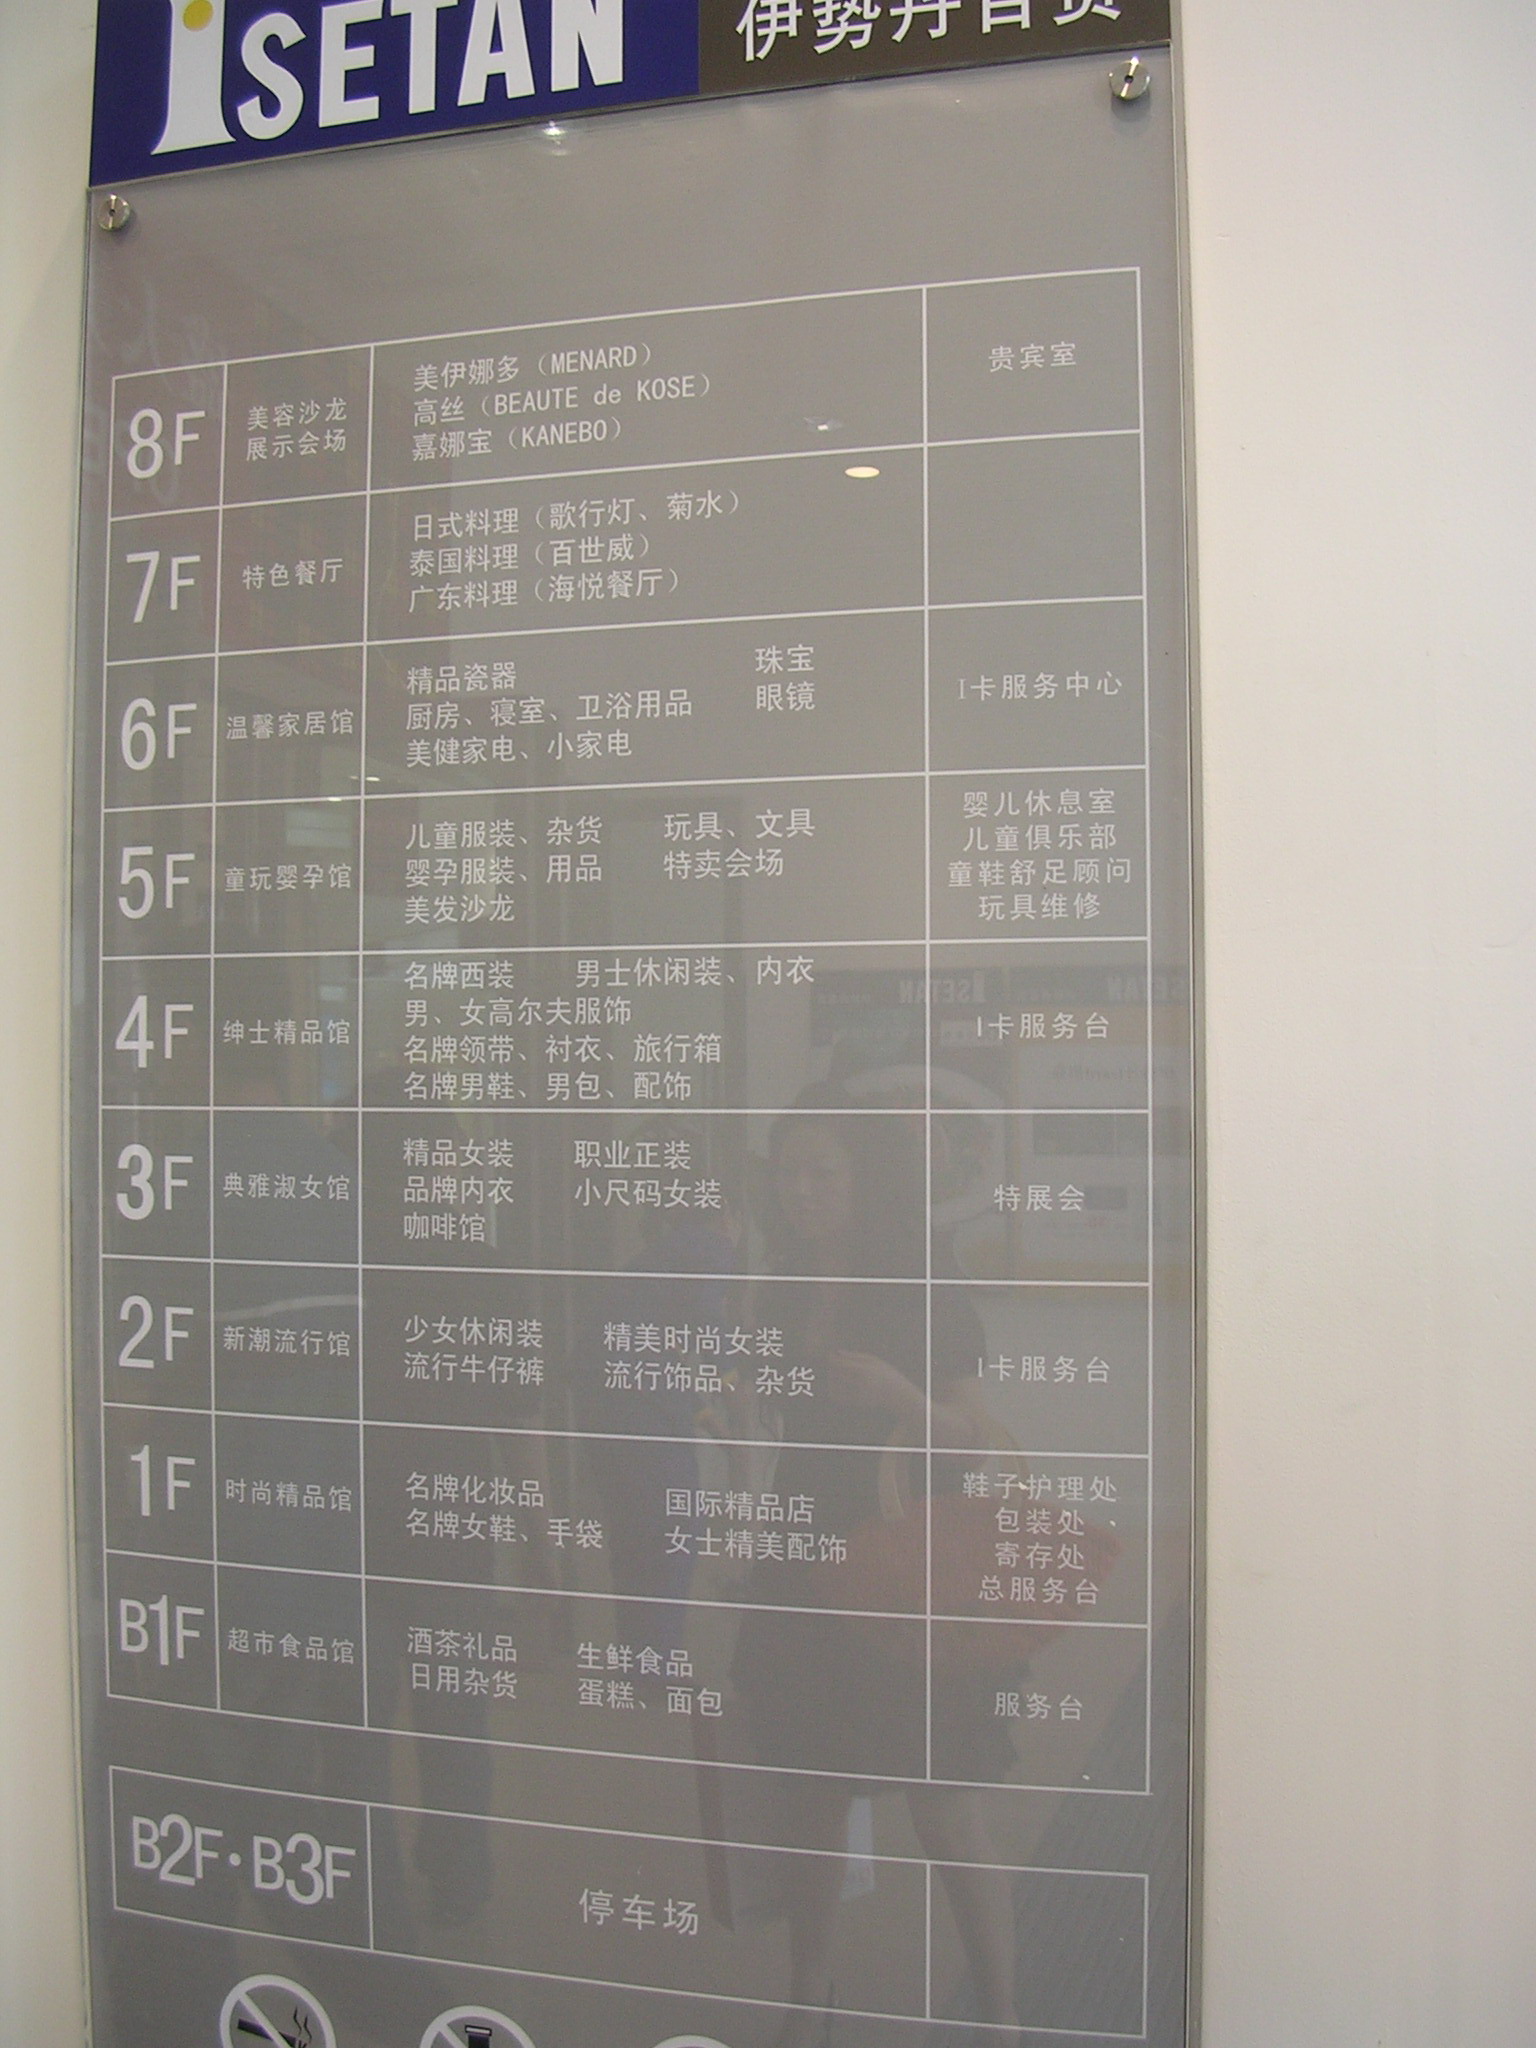 iSETAN 伊势丹百货
8F 美容沙龙 展示会场
美伊娜多（MENARD）
高丝（BEAUTE de KOSE）
嘉娜宝（KANEBO）
贵宾室
7F 特色餐厅
日式料理（歌行灯、菊水）
泰国料理（百世威）
广东料理（海悦餐厅）
6F 温馨家居馆
精品瓷器 珠宝
厨房、寝室、卫浴用品 眼镜
美健家电、小家电
I卡服务中心
5F 童玩婴孕馆
儿童服装、杂货 玩具、文具
婴孕服装、用品 特卖会场
美发沙龙
婴儿休息室
儿童俱乐部
童鞋舒足顾问
玩具维修
4F 绅士精品馆
名牌西装 男士休闲装、内衣
男、女高尔夫服饰
名牌领带、衬衣、旅行箱
名牌男鞋、男包、配饰
I卡服务台
3F 典雅淑女馆
精品女装 职业正装
品牌内衣 小尺码女装
咖啡馆
特展会
2F 新潮流行馆
少女休闲装 精美时尚女装
流行牛仔裤 流行饰品、杂货
I卡服务台
1F 时尚精品馆
名牌化妆品 国际精品店
名牌女鞋、手袋 女士精美配饰
鞋子护理处
包装处
寄存处
总服务台
B1F 超市食品馆
酒茶礼品 生鲜食品
日用杂货 蛋糕、面包
服务台
B2F·B3F 停车场